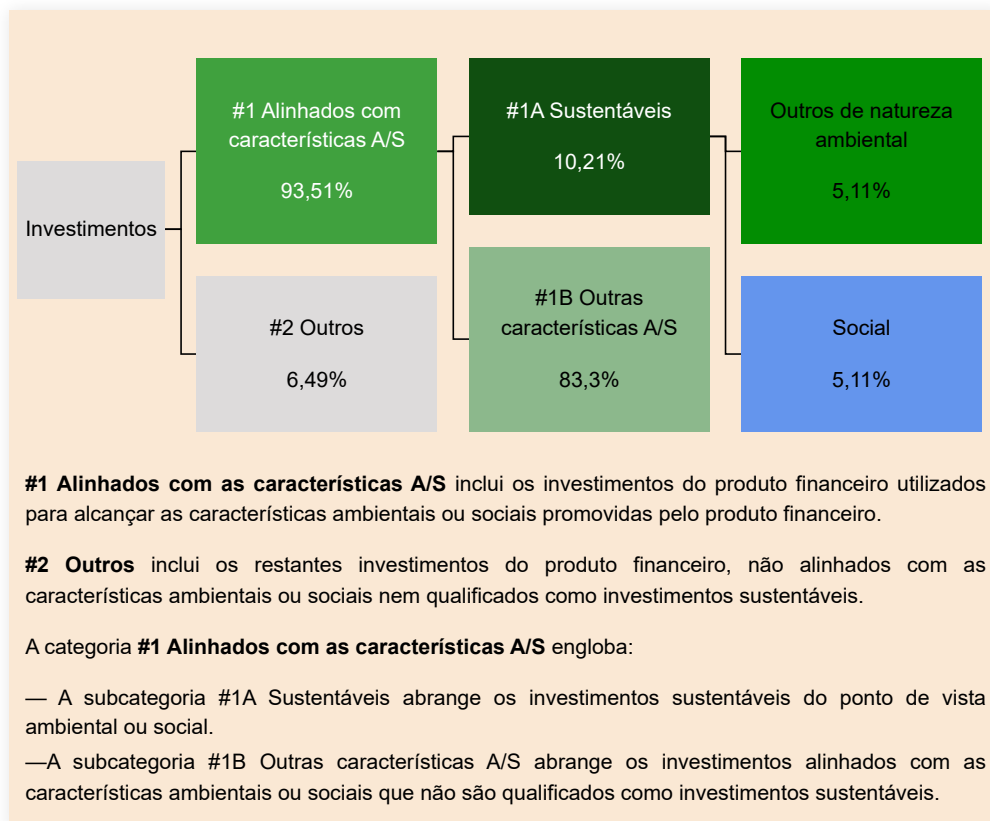 #1 Alinhados com
características A/S
93,51%
#1A Sustentáveis
10,21%
Outros de natureza
ambiental
5,11%
Investimentos
#2 Outros
6,49%
#1B Outras
características A/S
83,3%
Social
5,11%
#1 Alinhados com as características A/S inclui os investimentos do produto financeiro utilizados
para alcançar as características ambientais ou sociais promovidas pelo produto financeiro.
#2 Outros inclui os restantes investimentos do produto financeiro, não alinhados com as
características ambientais ou sociais nem qualificados como investimentos sustentáveis.
A categoria #1 Alinhados com as características A/S engloba:
— A subcategoria #1A Sustentáveis abrange os investimentos sustentáveis do ponto de vista
ambiental ou social.
—A subcategoria #1B Outras características A/S abrange os investimentos alinhados com as
características ambientais ou sociais que não são qualificados como investimentos sustentáveis.